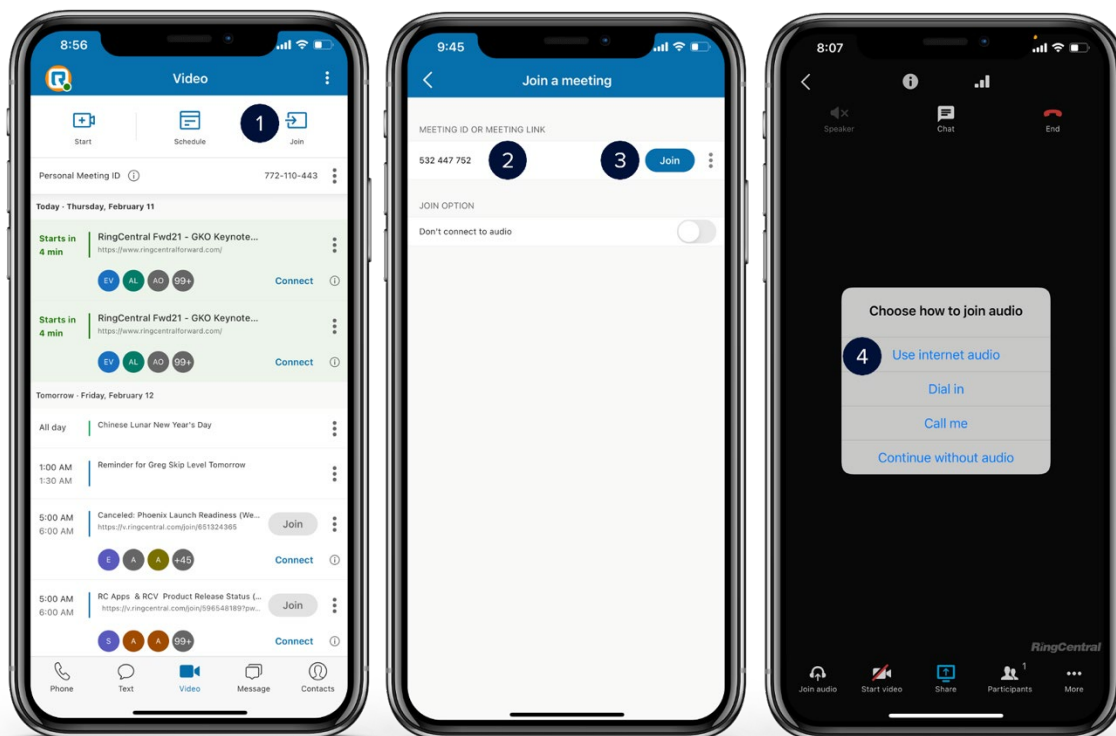 8:56
R
Video
1
Start
Schedule
Join
Personal Meeting ID
772-110-443
Today - Thursday, February 11
Starts in
4 min
RingCentral Fwd21 - GKO Keynote...
https://www.ringcentralforward.com/
EV AL AO 99+
Connect
Starts in
4 min
RingCentral Fwd21 - GKO Keynote...
https://www.ringcentralforward.com/
EV AL AO 99+
Connect
Tomorrow - Friday, February 12
All day
Chinese Lunar New Year's Day
1:00 AM
1:30 AM
Reminder for Greg Skip Level Tomorrow
5:00 AM
6:00 AM
Canceled: Phoenix Launch Readiness (We...
https://v.ringcentral.com/join/651324365
Join
E A A +45
Connect
5:00 AM
6:00 AM
RC Apps & RCV Product Release Status (...
https://v.ringcentral.com/join/596548189?pw...
Join
S A A 99+
Connect
Phone
Text
Video
Message
Contacts
9:45
Join a meeting
MEETING ID OR MEETING LINK
532 447 752
2
3
Join
JOIN OPTION
Don't connect to audio
8:07
Speaker
Chat
End
Choose how to join audio
4
Use internet audio
Dial in
Call me
Continue without audio
RingCentral
Join audio
Start video
Share
Participants
1
More